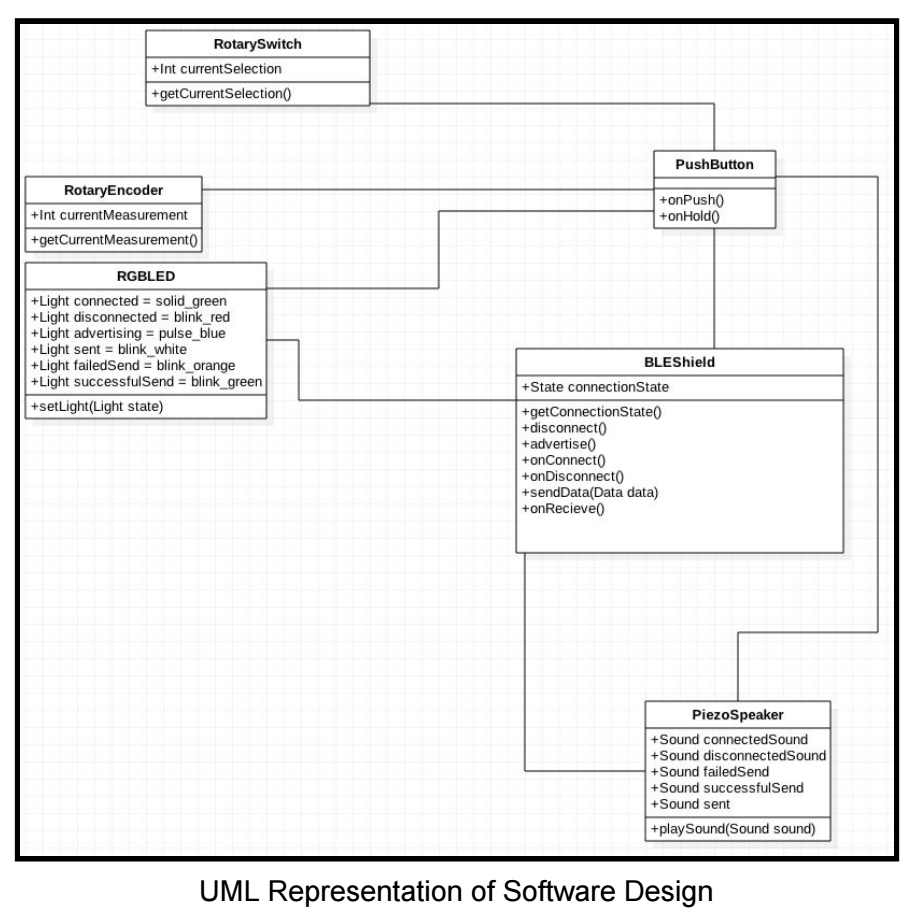 RotarySwitch
+Int currentSelection
+getCurrentSelection()
PushButton
+onPush()
+onHold()
RotaryEncoder
+Int currentMeasurement
+getCurrentMeasurement()
RGBLED
+Light connected = solid_green
+Light disconnected = blink_red
+Light advertising = pulse_blue
+Light sent = blink_white
+Light failedSend = blink_orange
+Light successfulSend = blink_green
+setLight(Light state)
BLEShield
+State connectionState
+getConnectionState()
+disconnect()
+advertise()
+onConnect()
+onDisconnect()
+sendData(Data data)
+onRecieve()
PiezoSpeaker
+Sound connectedSound
+Sound disconnectedSound
+Sound failedSend
+Sound successfulSend
+Sound sent
+playSound(Sound sound)
UML Representation of Software Design